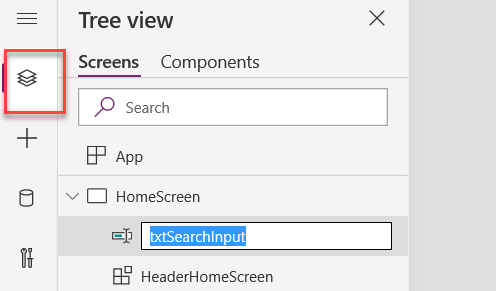 Tree view
Screens Components
Search
App
HomeScreen
txtSearchInput
HeaderHomeScreen